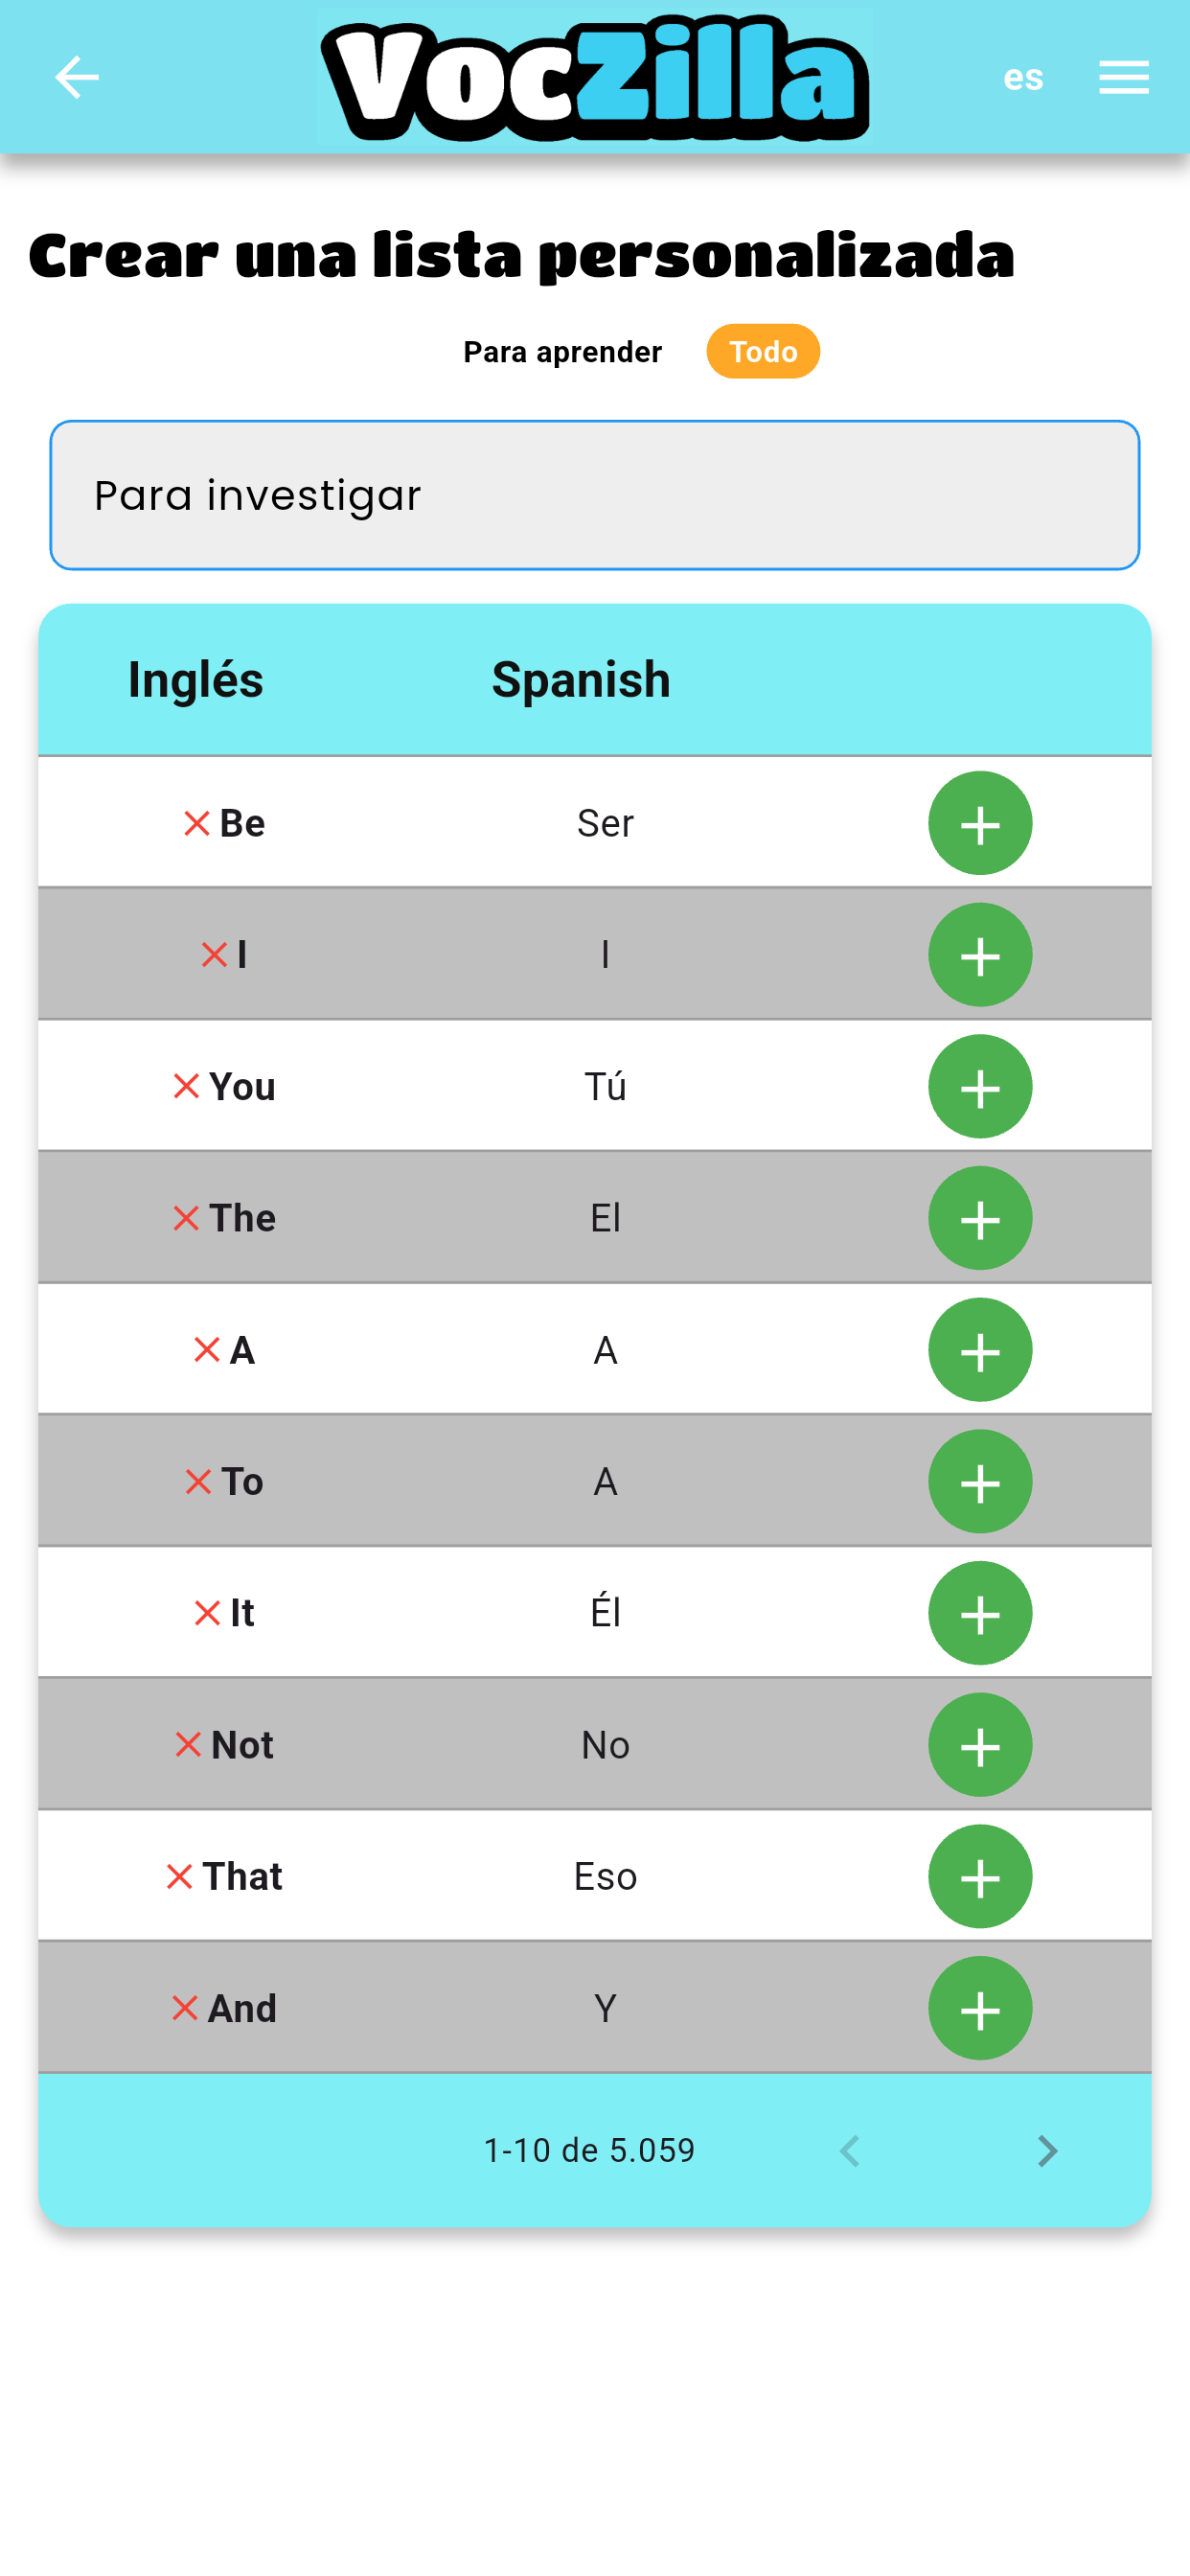 VocZilla
es
Crear una lista personalizada
Para aprender Todo
Para investigar
Inglés Spanish
Be Ser
I I
You Tú
The El
A A
To A
It Él
Not No
That Eso
And Y
1-10 de 5.059